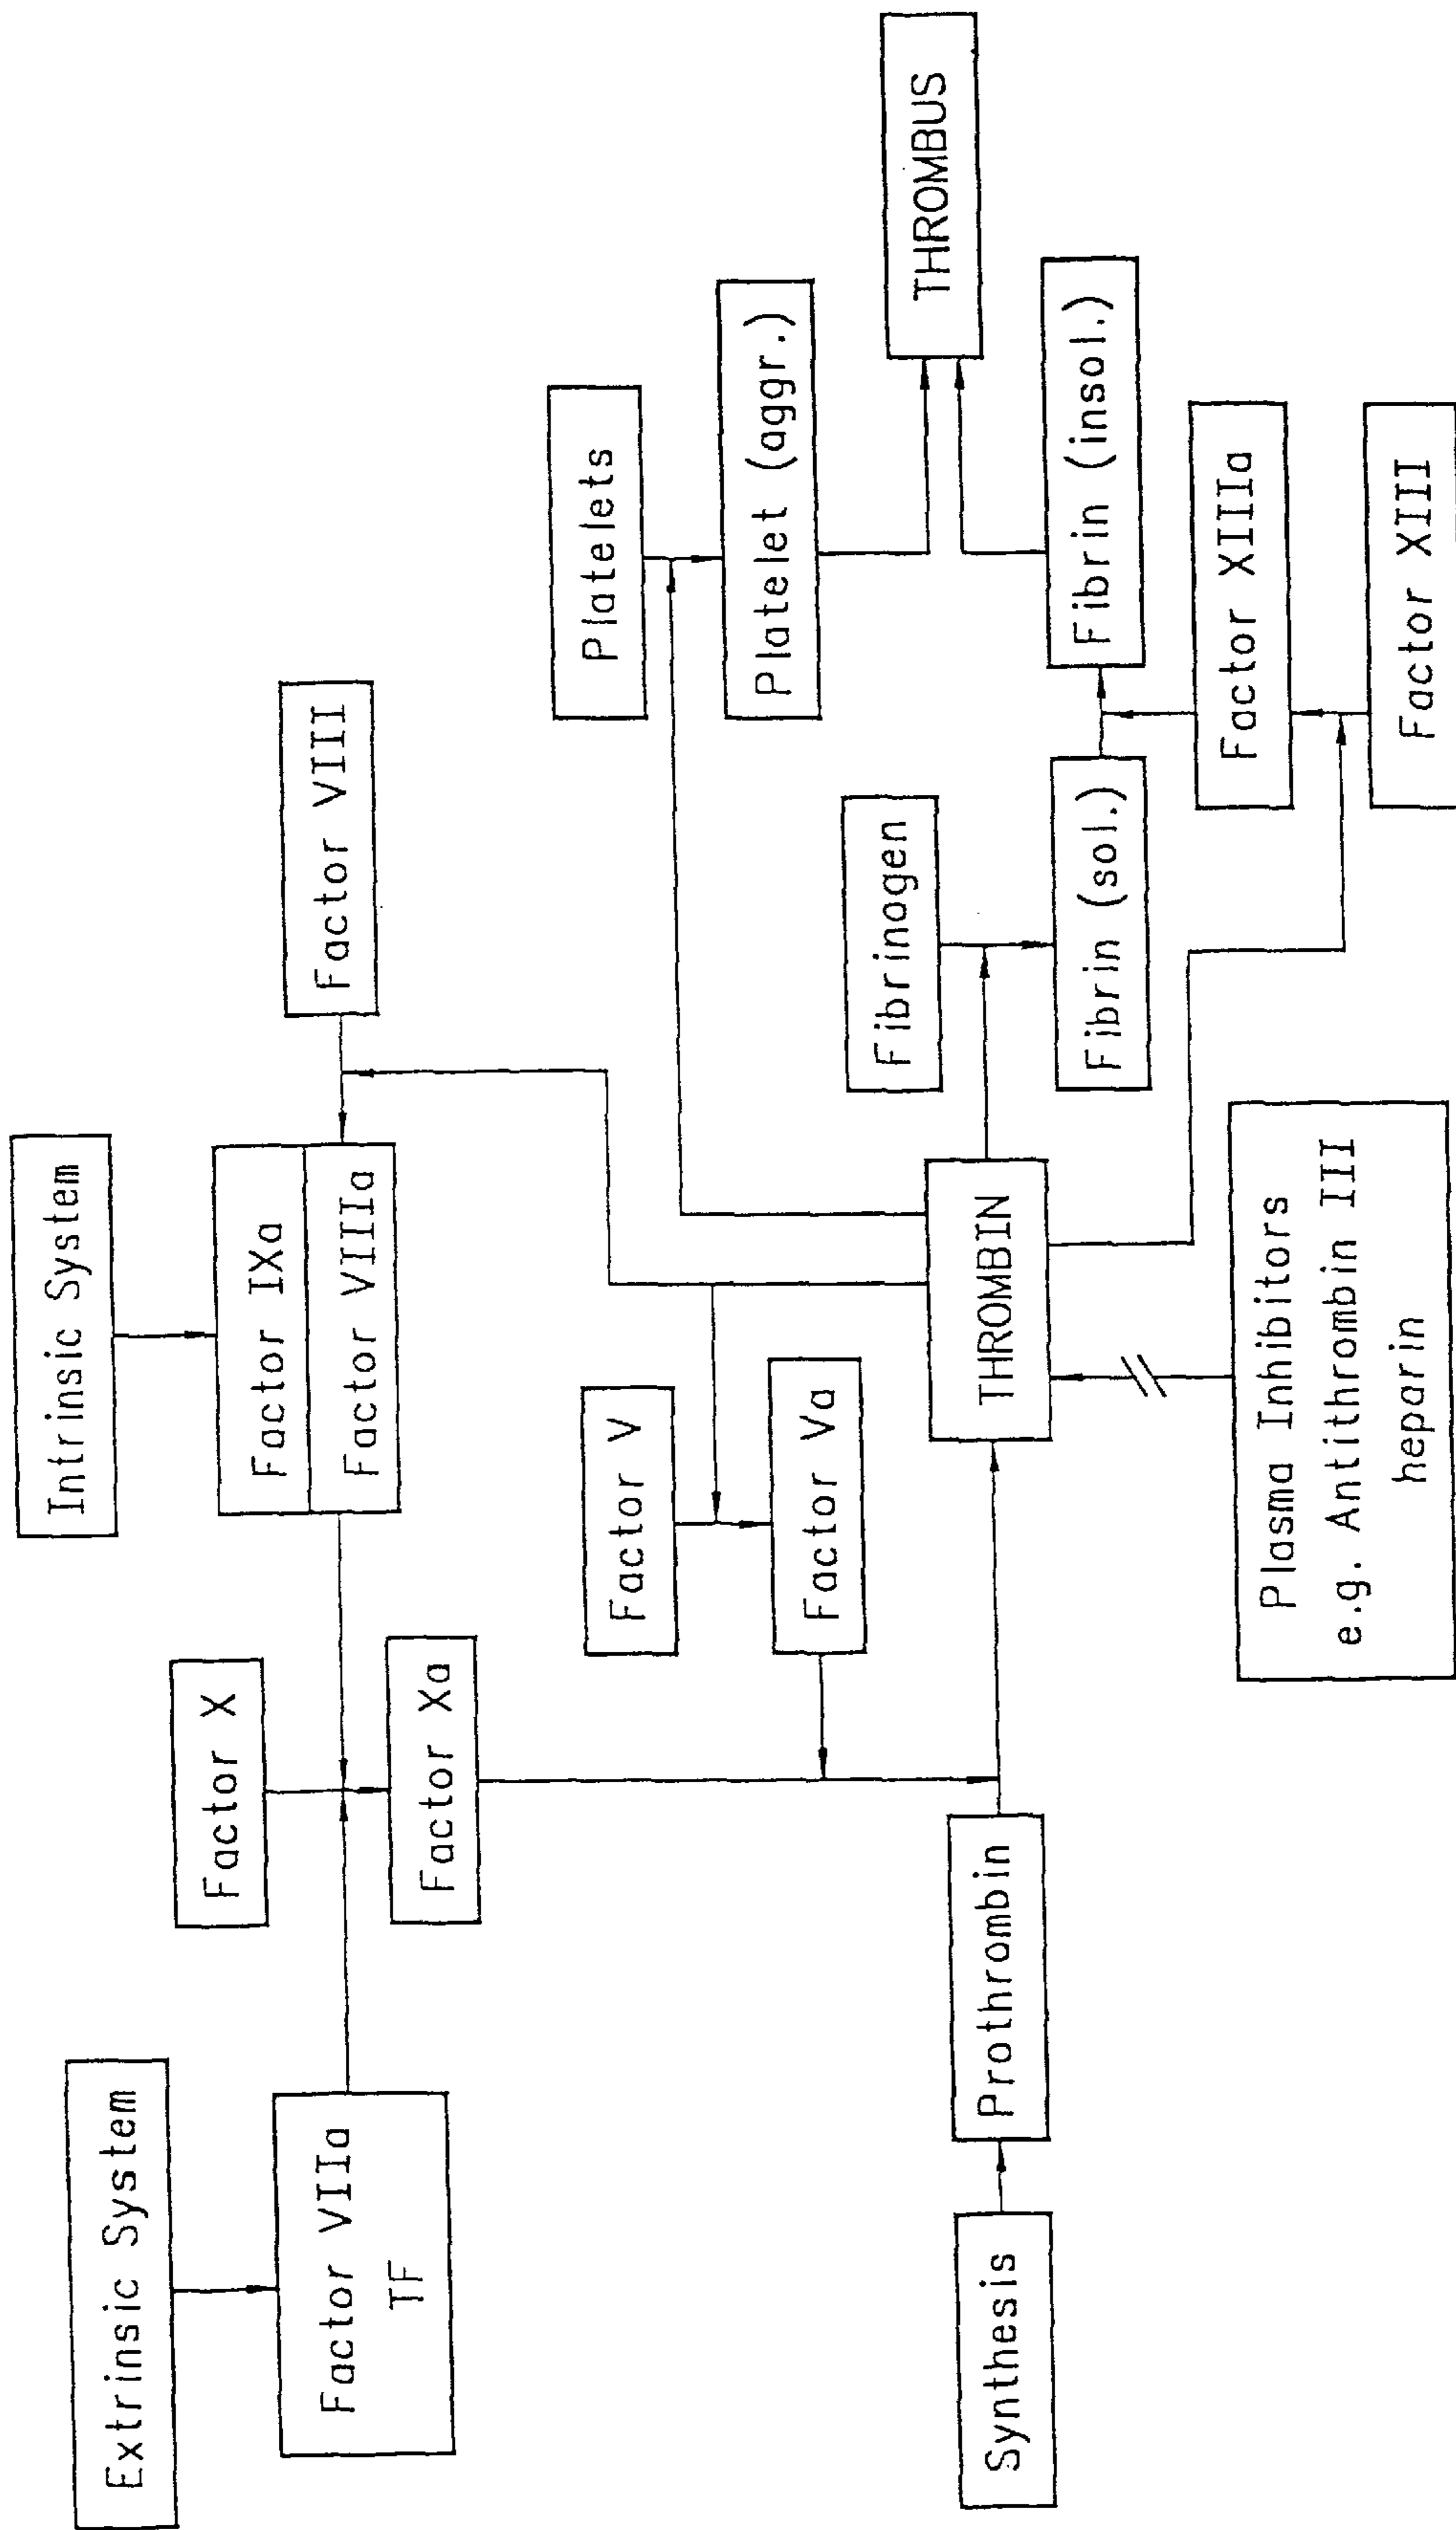 Extrinsic System
Factor VIIa
TF
Factor X
Factor Xa
Intrinsic System
Factor IXa
Factor VIIIa
Factor VIII
Factor V
Factor Va
Platelets
Platelet (aggr.)
THROMBUS
Synthesis
Prothrombin
THROMBIN
Fibrinogen
Fibrin (sol.)
Fibrin (insol.)
Factor XIIIa
Factor XIII
Plasma Inhibitors
e.g. Antithrombin III
heparin